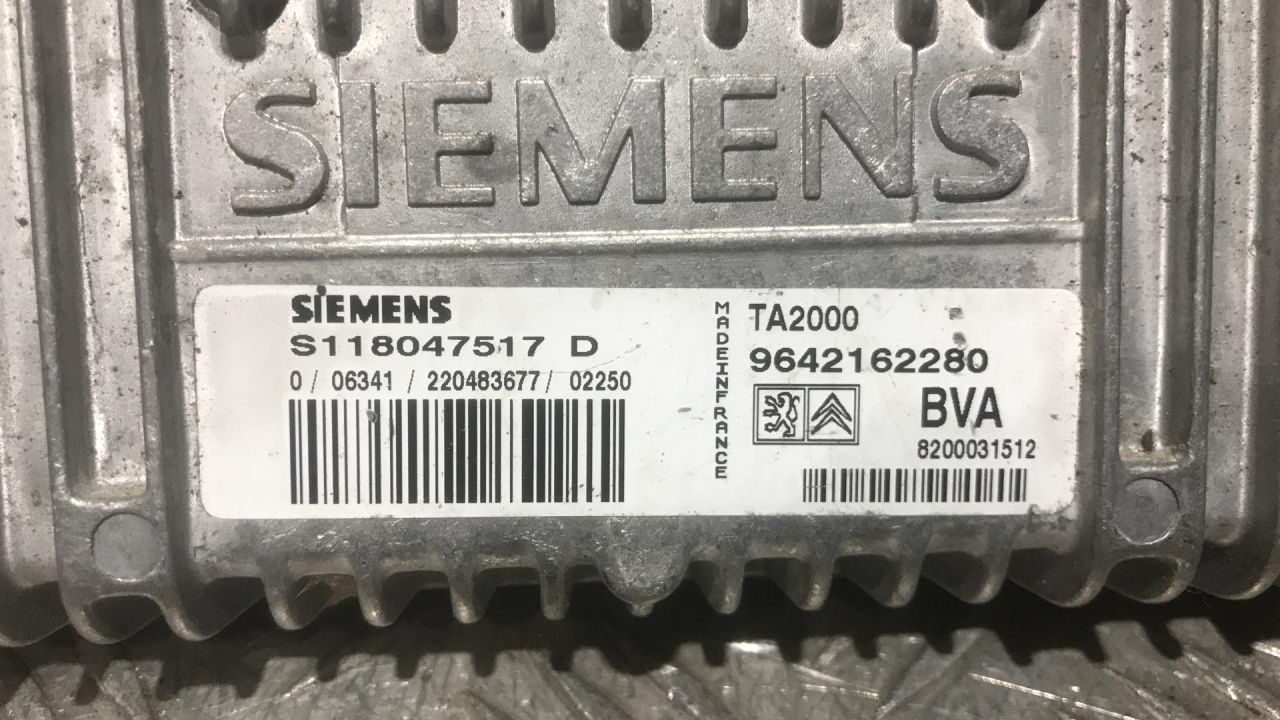 SIEMENS
SIEMENS
S118047517 D
0 / 06341 / 220483677 / 02250
MADEINFRANCE
TA2000
9642162280
BVA
8200031512